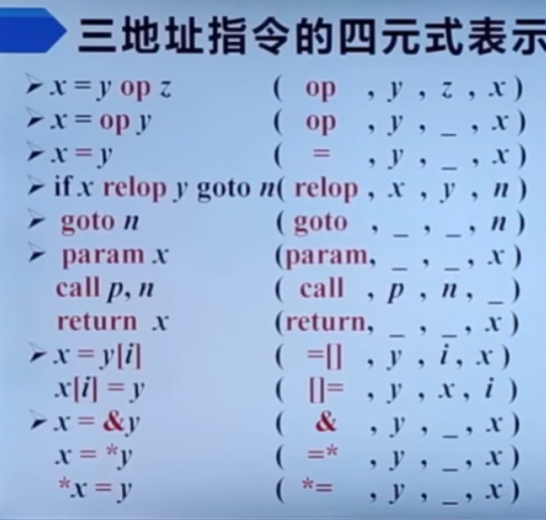 三地址指令的四元式表示
➢ x = y op z ( op , y , z , x )
➢ x = op y ( op , y , _ , x )
➢ x = y ( = , y , _ , x )
➢ if x relop y goto n ( relop , x , y , n )
➢ goto n ( goto , _ , _ , n )
➢ param x (param, _ , _ , x )
call p, n ( call , p , n , _ )
return x (return, _ , _ , x )
➢ x = y[i] ( =[] , y , i , x )
x[i] = y ( []= , y , x , i )
➢ x = &y ( & , y , _ , x )
x = *y ( =* , y , _ , x )
*x = y ( *= , y , _ , x )